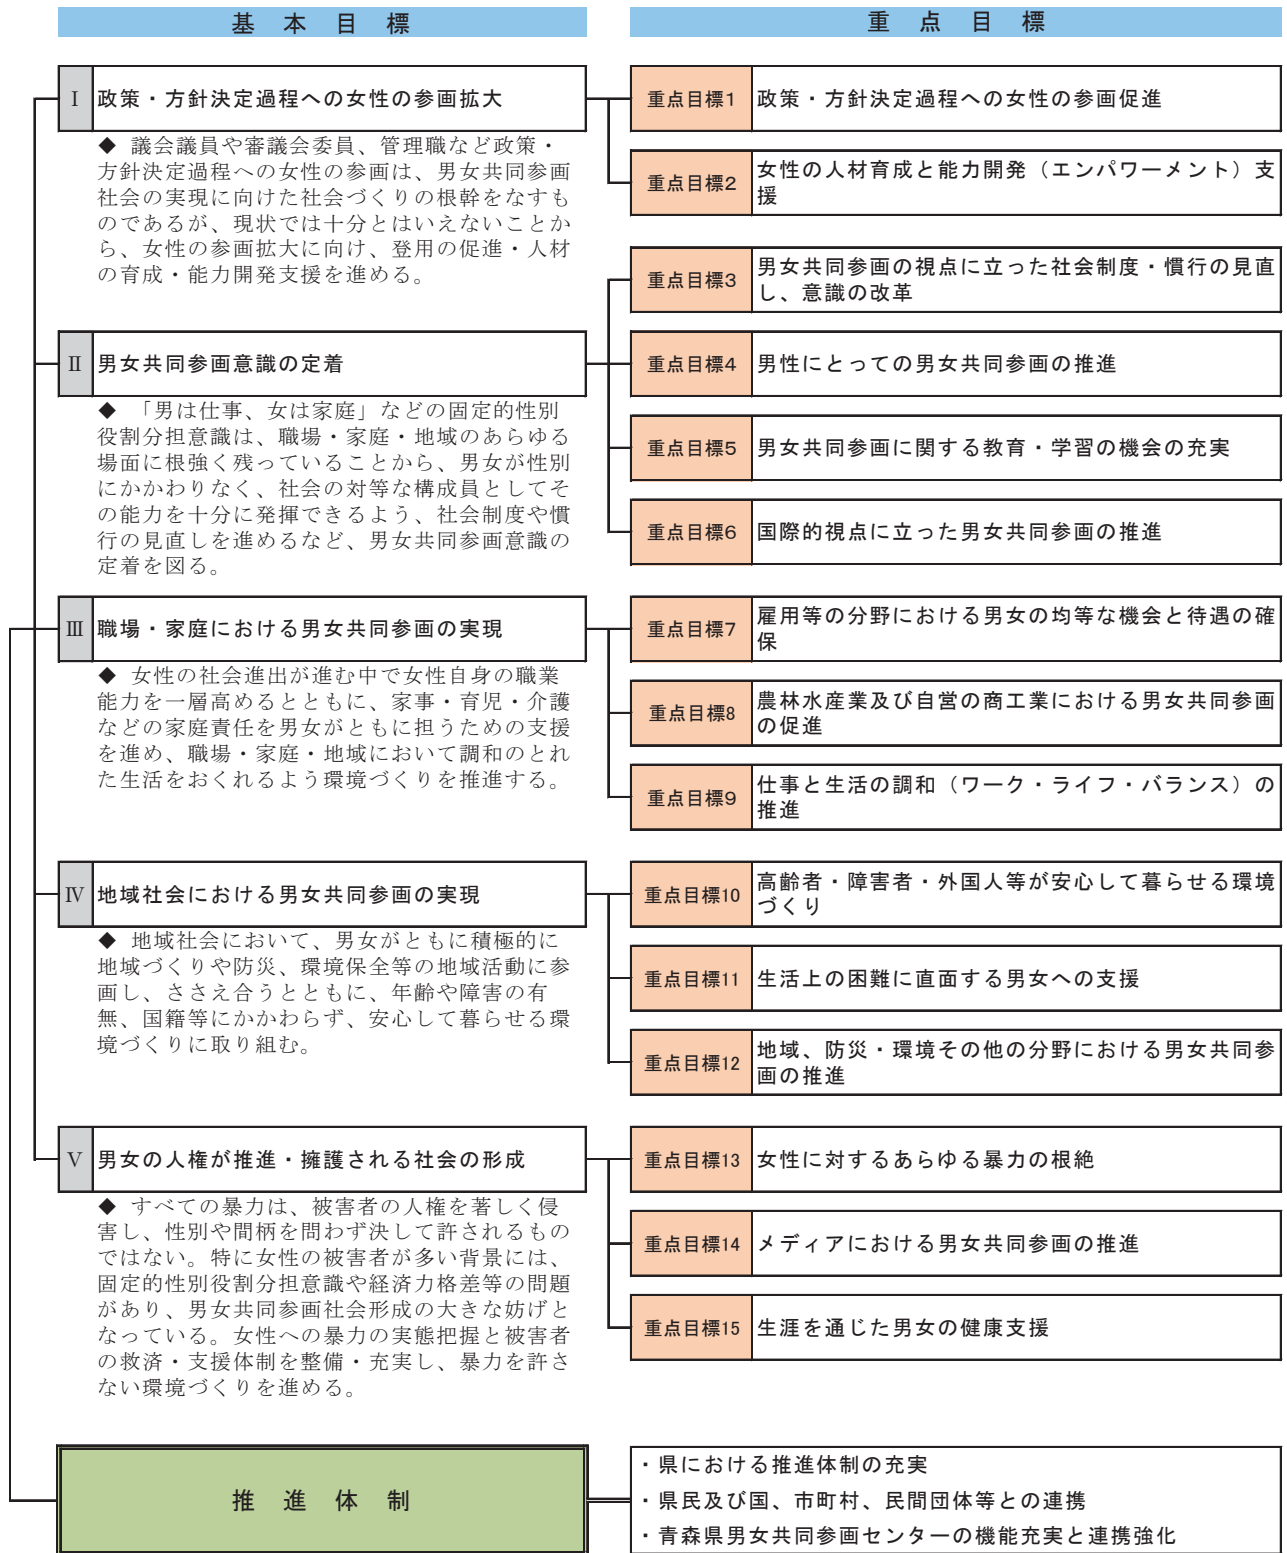 基本目標
重点目標
Ⅰ 政策・方針決定過程への女性の参画拡大
◆ 議会議員や審議会委員、管理職など政策・
方針決定過程への女性の参画は、男女共同参画
社会の実現に向けた社会づくりの根幹をなすも
のであるが、現状では十分とはいえないことか
ら、女性の参画拡大に向け、登用の促進・人材
の育成・能力開発支援を進める。
重点目標1 政策・方針決定過程への女性の参画促進
重点目標2 女性の人材育成と能力開発（エンパワーメント）支
援
Ⅱ 男女共同参画意識の定着
◆ 「男は仕事、女は家庭」などの固定的性別
役割分担意識は、職場・家庭・地域のあらゆる
場面に根強く残っていることから、男女が性別
にかかわりなく、社会の対等な構成員としてそ
の能力を十分に発揮できるよう、社会制度や慣
行の見直しを進めるなど、男女共同参画意識の
定着を図る。
重点目標3 男女共同参画の視点に立った社会制度・慣行の見直
し、意識の改革
重点目標4 男性にとっての男女共同参画の推進
重点目標5 男女共同参画に関する教育・学習の機会の充実
重点目標6 国際的視点に立った男女共同参画の推進
Ⅲ 職場・家庭における男女共同参画の実現
◆ 女性の社会進出が進む中で女性自身の職業
能力を一層高めるとともに、家事・育児・介護
などの家庭責任を男女がともに担うための支援
を進め、職場・家庭・地域において調和のとれ
た生活をおくれるよう環境づくりを推進する。
重点目標7 雇用等の分野における男女の均等な機会と待遇の確
保
重点目標8 農林水産業及び自営の商工業における男女共同参画
の促進
重点目標9 仕事と生活の調和（ワーク・ライフ・バランス）の
推進
Ⅳ 地域社会における男女共同参画の実現
◆ 地域社会において、男女がともに積極的に
地域づくりや防災、環境保全等の地域活動に参
画し、ささえ合うとともに、年齢や障害の有
無、国籍等にかかわらず、安心して暮らせる環
境づくりに取り組む。
重点目標10 高齢者・障害者・外国人等が安心して暮らせる環境
づくり
重点目標11 生活上の困難に直面する男女への支援
重点目標12 地域、防災・環境その他の分野における男女共同参
画の推進
Ⅴ 男女の人権が推進・擁護される社会の形成
◆ すべての暴力は、被害者の人権を著しく侵
害し、性別や間柄を問わず決して許されるもの
ではない。特に女性の被害者が多い背景には、
固定的性別役割分担意識や経済力格差等の問題
があり、男女共同参画社会形成の大きな妨げと
なっている。女性への暴力の実態把握と被害者
の救済・支援体制を整備・充実し、暴力を許さ
ない環境づくりを進める。
重点目標13 女性に対するあらゆる暴力の根絶
重点目標14 メディアにおける男女共同参画の推進
重点目標15 生涯を通じた男女の健康支援
推進体制
・県における推進体制の充実
・県民及び国、市町村、民間団体等との連携
・青森県男女共同参画センターの機能充実と連携強化